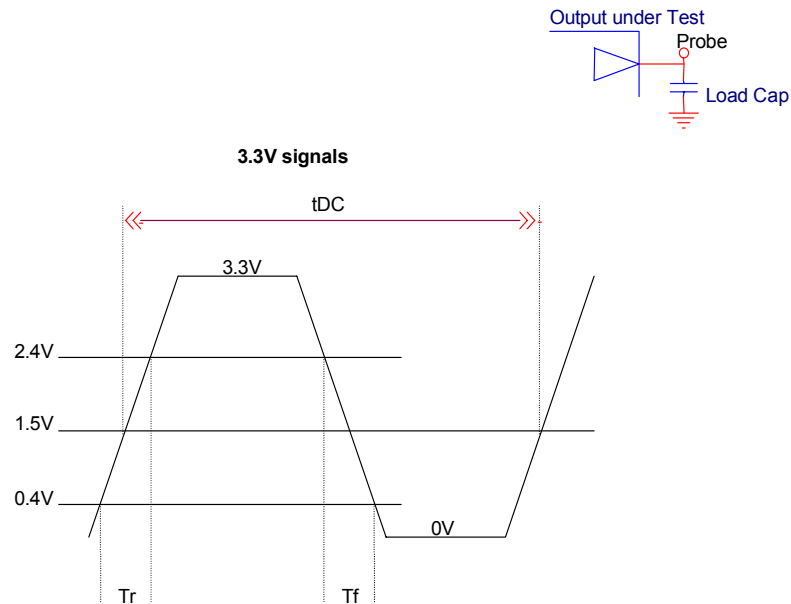 Output under Test
Probe
Load Cap
3.3V signals
tDC
3.3V
2.4V
1.5V
0.4V
0V
Tr
Tf